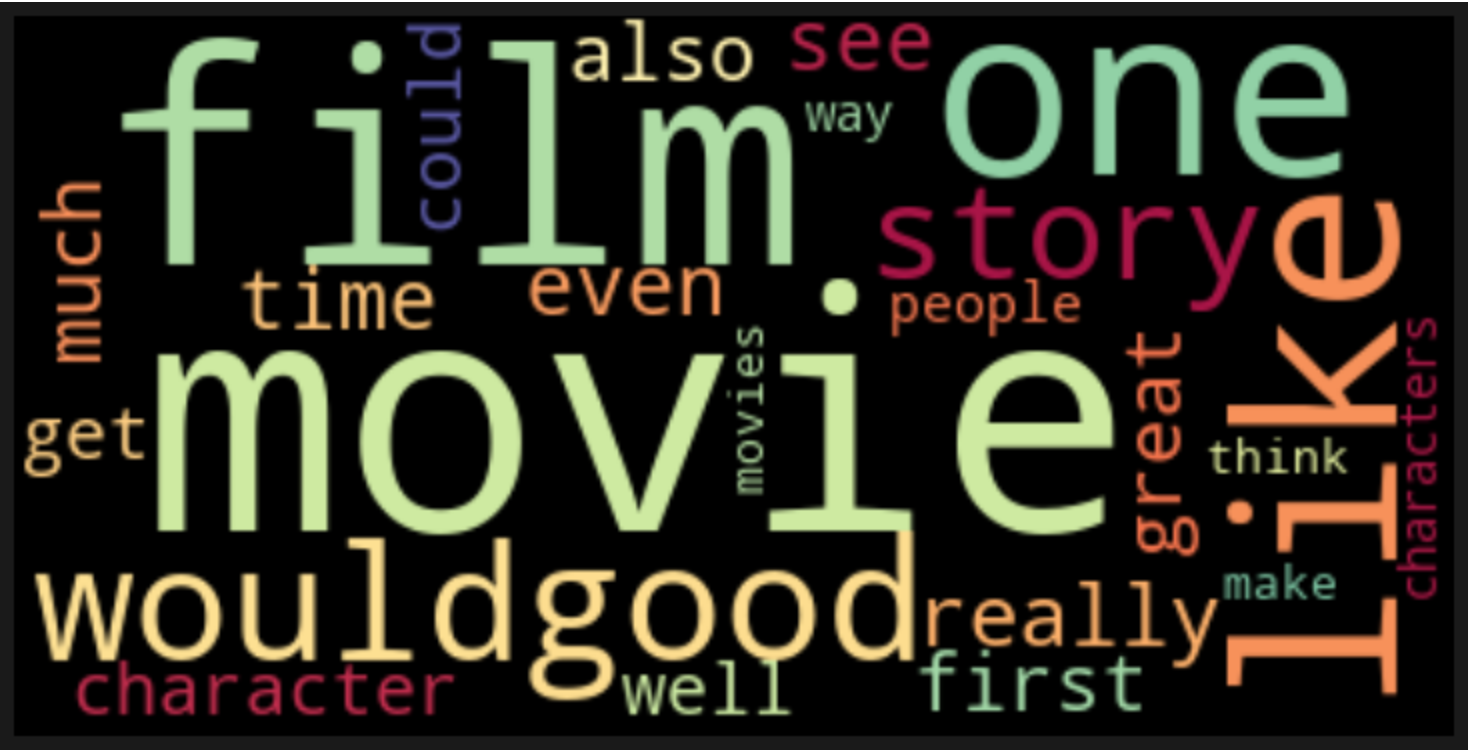 film
could
also
see
way
one
much
time
even
story
people
like
movie
movies
get
great
think
characters
would
good
really
make
character
well
first